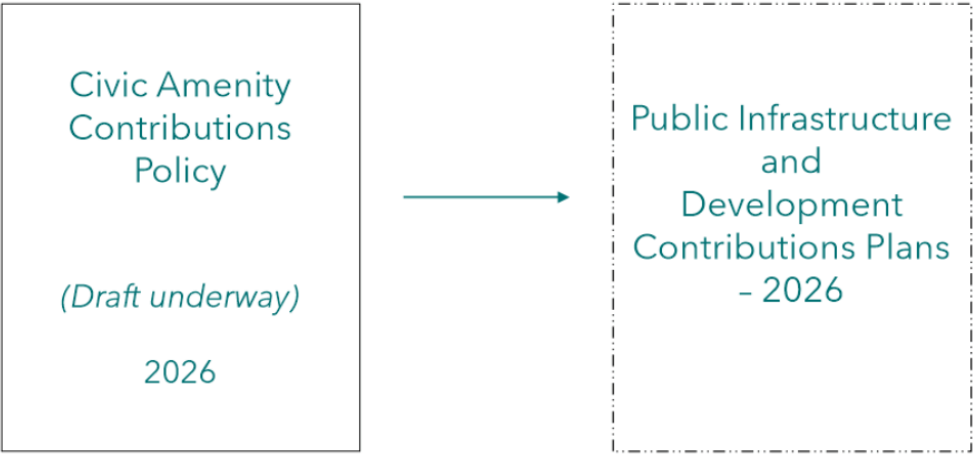 Civic Amenity
Contributions
Policy
(Draft underway)
2026
Public Infrastructure
and
Development
Contributions Plans
– 2026